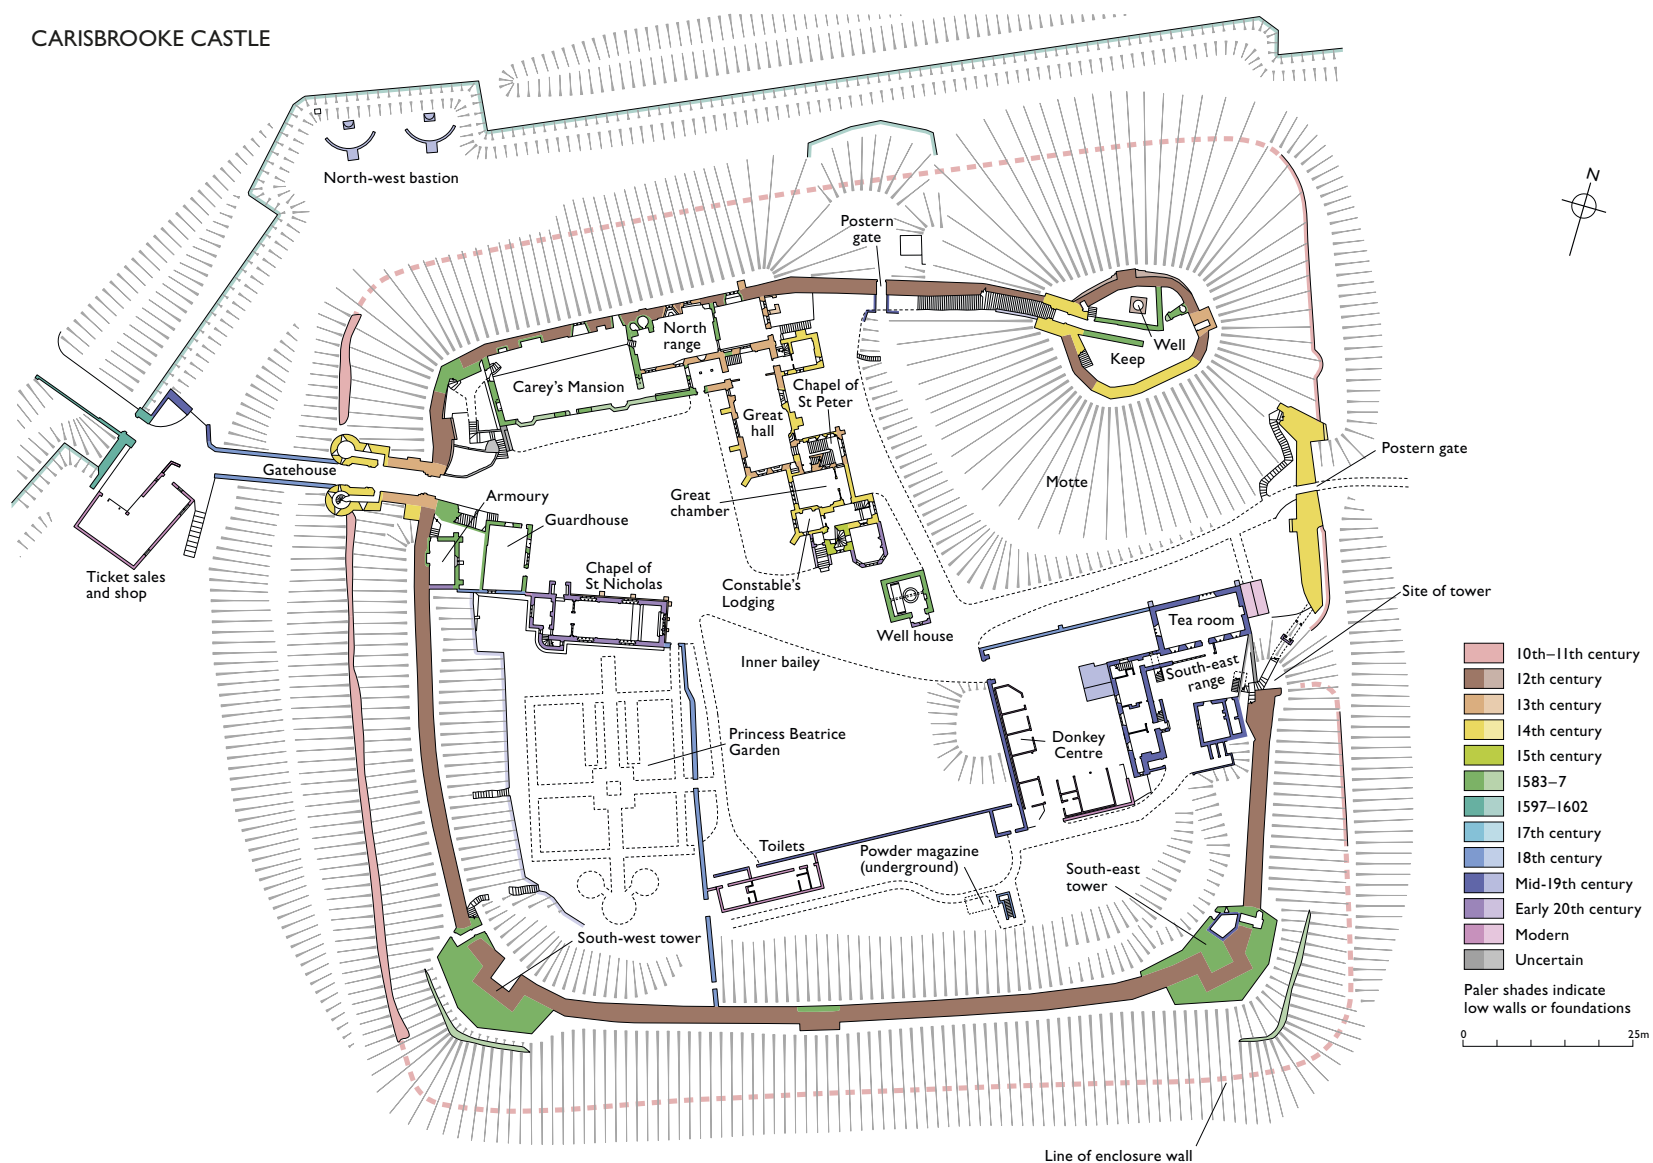 CARISBROOKE CASTLE
North-west bastion
N
Postern
gate
North
range
Well
Keep
Carey's Mansion
Chapel of
St Peter
Great
hall
Postern gate
Gatehouse
Motte
Armoury
Great
chamber
Guardhouse
Ticket sales
and shop
Chapel of
St Nicholas
Constable's
Lodging
Site of tower
Tea room
Well house
Inner bailey
South-east
range
Princess Beatrice
Garden
Donkey
Centre
Toilets
Powder magazine
(underground)
South-east
tower
South-west tower
Line of enclosure wall
10th–11th century
12th century
13th century
14th century
15th century
1583–7
1597–1602
17th century
18th century
Mid-19th century
Early 20th century
Modern
Uncertain
Paler shades indicate
low walls or foundations
0 25m